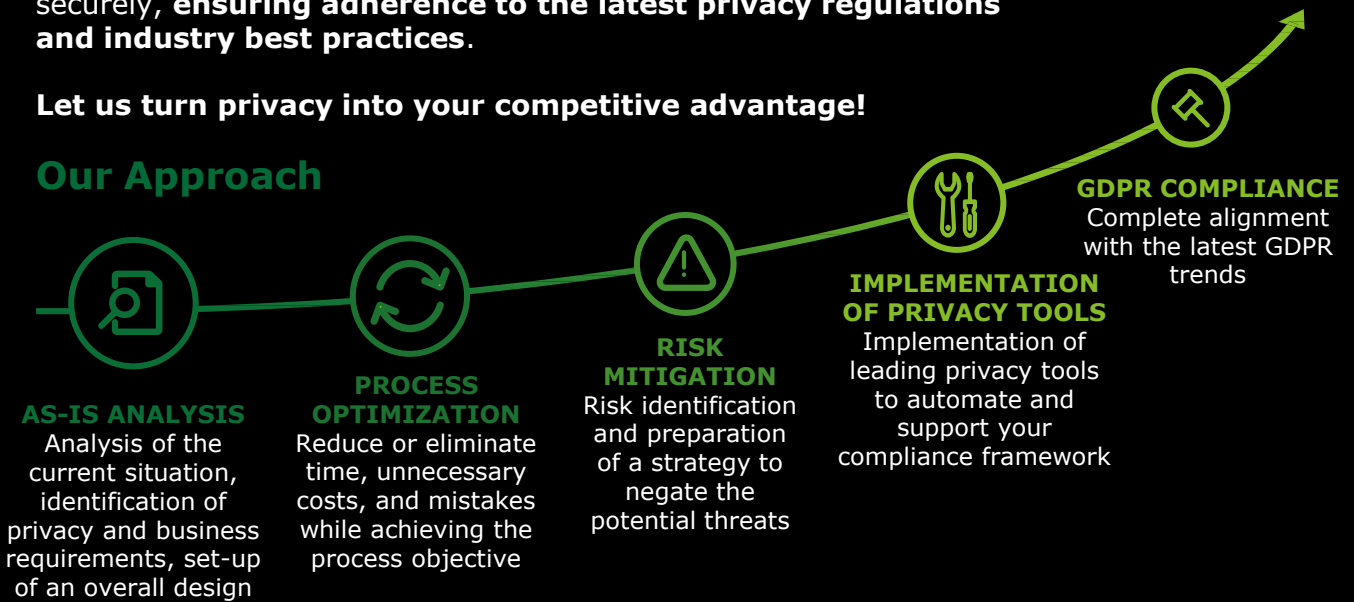 securely, ensuring adherence to the latest privacy regulations
and industry best practices.
Let us turn privacy into your competitive advantage!
Our Approach
AS-IS ANALYSIS
Analysis of the
current situation,
identification of
privacy and business
requirements, set-up
of an overall design
PROCESS
OPTIMIZATION
Reduce or eliminate
time, unnecessary
costs, and mistakes
while achieving the
process objective
RISK
MITIGATION
Risk identification
and preparation
of a strategy to
negate the
potential threats
IMPLEMENTATION
OF PRIVACY TOOLS
Implementation of
leading privacy tools
to automate and
support your
compliance framework
GDPR COMPLIANCE
Complete alignment
with the latest GDPR
trends